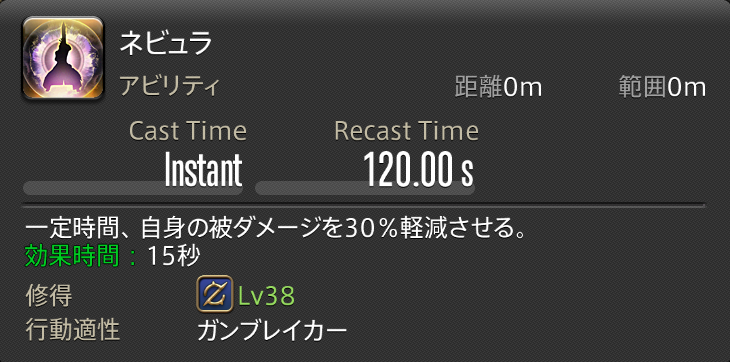 ネビュラ
アビリティ 距離0m 範囲0m
Cast Time Recast Time
Instant 120.00 s
一定時間、自身の被ダメージを30％軽減させる。
効果時間：15秒
修得 Lv38
行動適性 ガンブレイカー